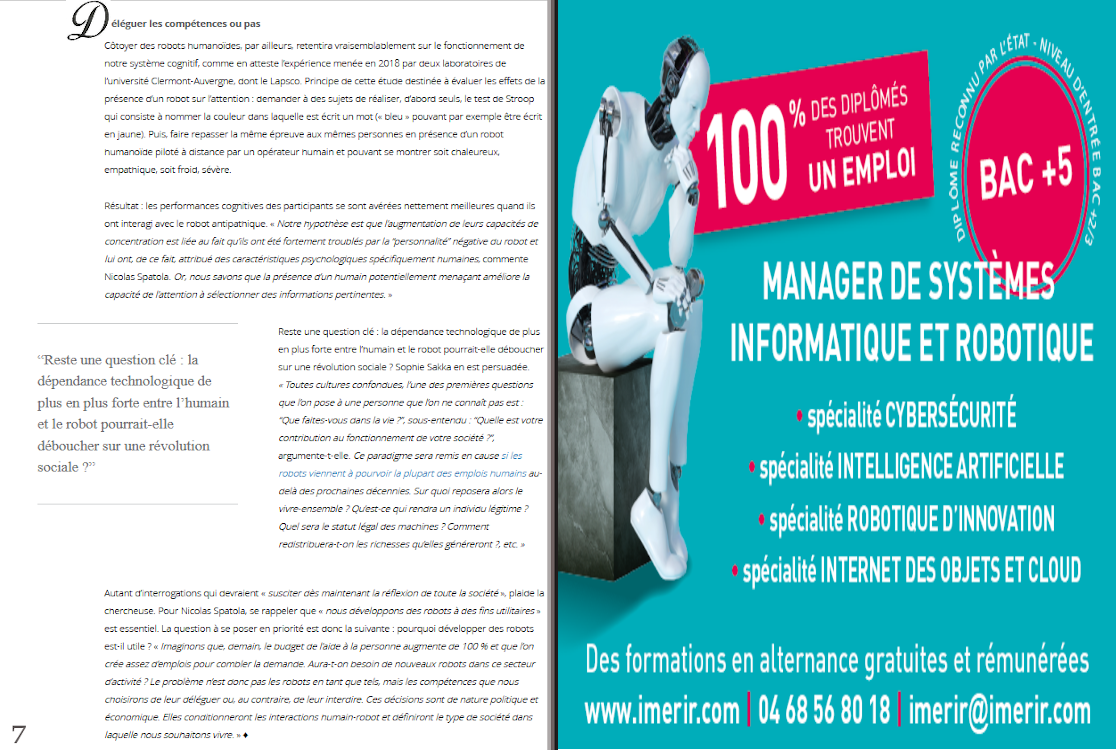 Déléguer les compétences ou pas
Côtoyer des robots humanoïdes, par ailleurs, retentira vraisemblablement sur le fonctionnement de
notre système cognitif, comme en atteste l'expérience menée en 2018 par deux laboratoires de
l'université Clermont-Auvergne, dont le Lapsco. Principe de cette étude destinée à évaluer les effets de la
présence d'un robot sur l'attention : demander à des sujets de réaliser, d'abord seuls, le test de Stroop
qui consiste à nommer la couleur dans laquelle est écrit un mot (« bleu » pouvant par exemple être écrit
en jaune). Puis, faire repasser la même épreuve aux mêmes personnes en présence d'un robot
humanoïde piloté à distance par un opérateur humain et pouvant se montrer soit chaleureux,
empathique, soit froid, sévère.
Résultat : les performances cognitives des participants se sont avérées nettement meilleures quand ils
ont interagi avec le robot antipathique. « Notre hypothèse est que l'augmentation de leurs capacités de
concentration est liée au fait qu'ils ont été fortement troublés par la "personnalité" négative du robot et
lui ont, de ce fait, attribué des caractéristiques psychologiques spécifiquement humaines, commente
Nicolas Spatola. Or, nous savons que la présence d'un humain potentiellement menaçant améliore la
capacité de l'attention à sélectionner des informations pertinentes. »
“Reste une question clé : la
dépendance technologique de
plus en plus forte entre l’humain
et le robot pourrait-elle
déboucher sur une révolution
sociale ?”
Reste une question clé : la dépendance technologique de plus
en plus forte entre l'humain et le robot pourrait-elle déboucher
sur une révolution sociale ? Sophie Sakka en est persuadée.
« Toutes cultures confondues, l'une des premières questions
que l'on pose à une personne que l'on ne connaît pas est :
"Que faites-vous dans la vie ?", sous-entendu : "Quelle est votre
contribution au fonctionnement de votre société ?",
argumente-t-elle. Ce paradigme sera remis en cause si les
robots viennent à pourvoir la plupart des emplois humains au-
delà des prochaines décennies. Sur quoi reposera alors le
vivre-ensemble ? Qu'est-ce qui rendra un individu légitime ?
Quel sera le statut légal des machines ? Comment
redistribuera-t-on les richesses qu'elles généreront ?, etc. »
Autant d'interrogations qui devraient « susciter dès maintenant la réflexion de toute la société », plaide la
chercheuse. Pour Nicolas Spatola, se rappeler que « nous développons des robots à des fins utilitaires »
est essentiel. La question à se poser en priorité est donc la suivante : pourquoi développer des robots
est-il utile ? « Imaginons que, demain, le budget de l'aide à la personne augmente de 100 % et que l'on
crée assez d'emplois pour combler la demande. Aura-t-on besoin de nouveaux robots dans ce secteur
d'activité ? Le problème n'est donc pas les robots en tant que tels, mais les compétences que nous
choisirons de leur déléguer ou, au contraire, de leur interdire. Ces décisions sont de nature politique et
économique. Elles conditionneront les interactions humain-robot et définiront le type de société dans
laquelle nous souhaitons vivre. » ♦
7
100 % DES DIPLÔMÉS
TROUVENT
UN EMPLOI
DIPLÔME RECONNU PAR L'ÉTAT - NIVEAU D'ENTRÉE BAC +2/3
BAC +5
MANAGER DE SYSTÈMES
INFORMATIQUE ET ROBOTIQUE
• spécialité CYBERSÉCURITÉ
• spécialité INTELLIGENCE ARTIFICIELLE
• spécialité ROBOTIQUE D'INNOVATION
• spécialité INTERNET DES OBJETS ET CLOUD
Des formations en alternance gratuites et rémunérées
www.imerir.com | 04 68 56 80 18 | imerir@imerir.com